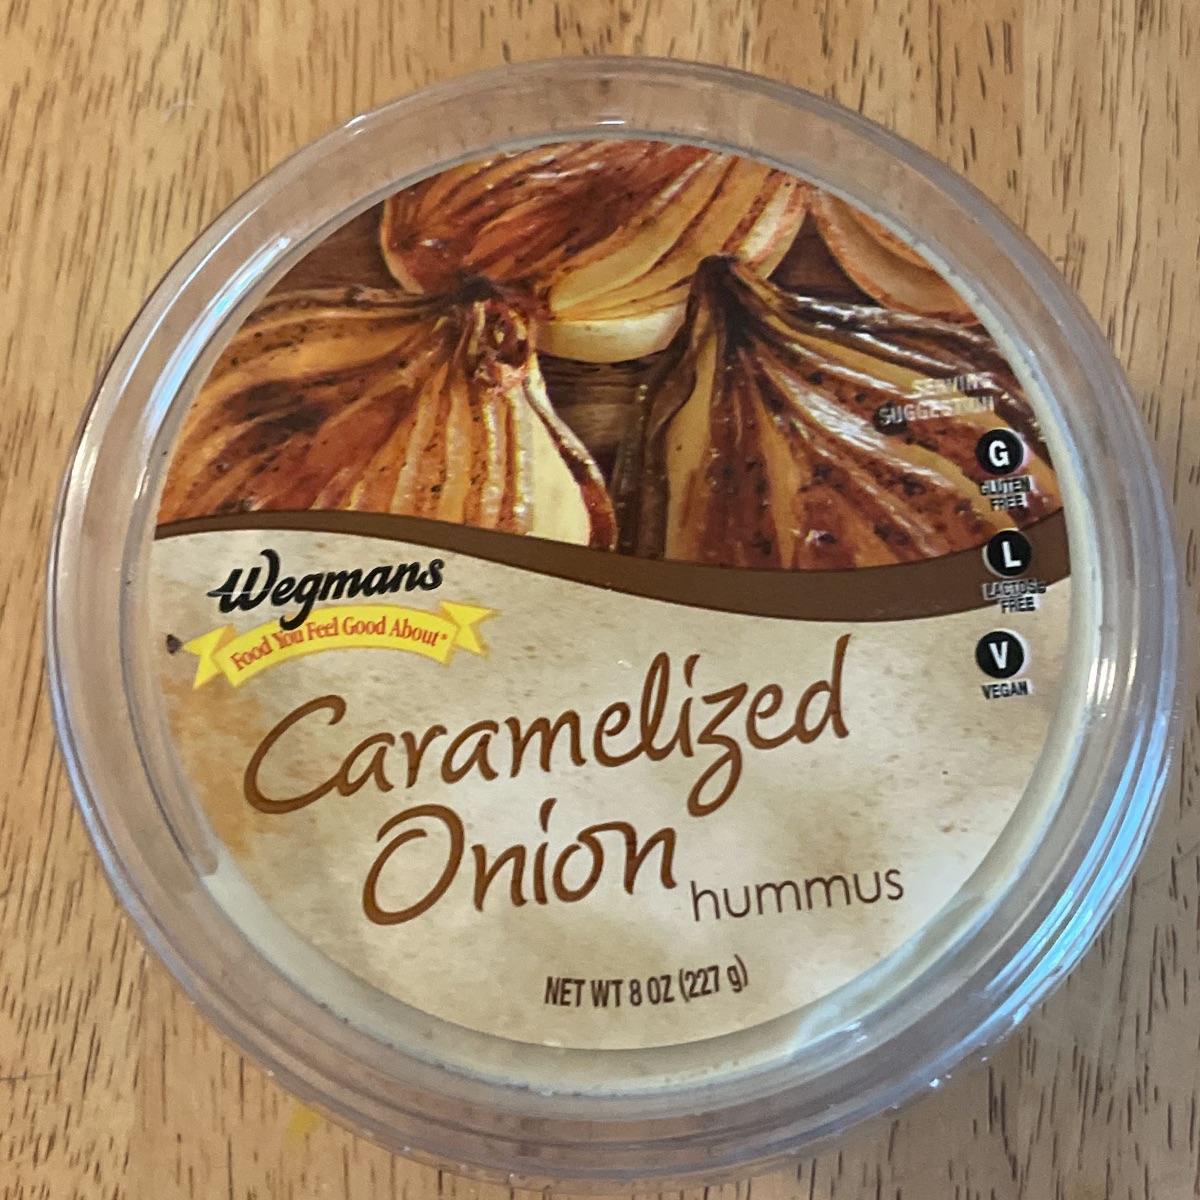 SERVING
SUGGESTION
G
GLUTEN
FREE
L
LACTOSE
FREE
V
VEGAN
Wegmans
Food You Feel Good About®
Caramelized
Onion
hummus
NET WT 8 OZ (227 g)